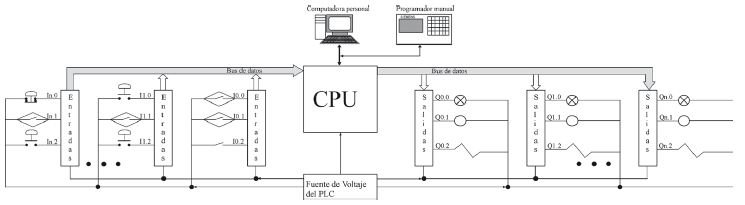 Computadora personal
Programador manual
SIEMENS
Bus de datos
Bus de datos
CPU
In.0
In.1
In.2
Entradas
I1.0
I1.1
I1.2
Entradas
I0.0
I0.1
I0.2
Entradas
Salidas
Q0.0
Q0.1
Q0.2
Salidas
Q1.0
Q1.1
Q1.2
Salidas
Qn.0
Qn.1
Qn.2
Fuente de Voltaje
del PLC